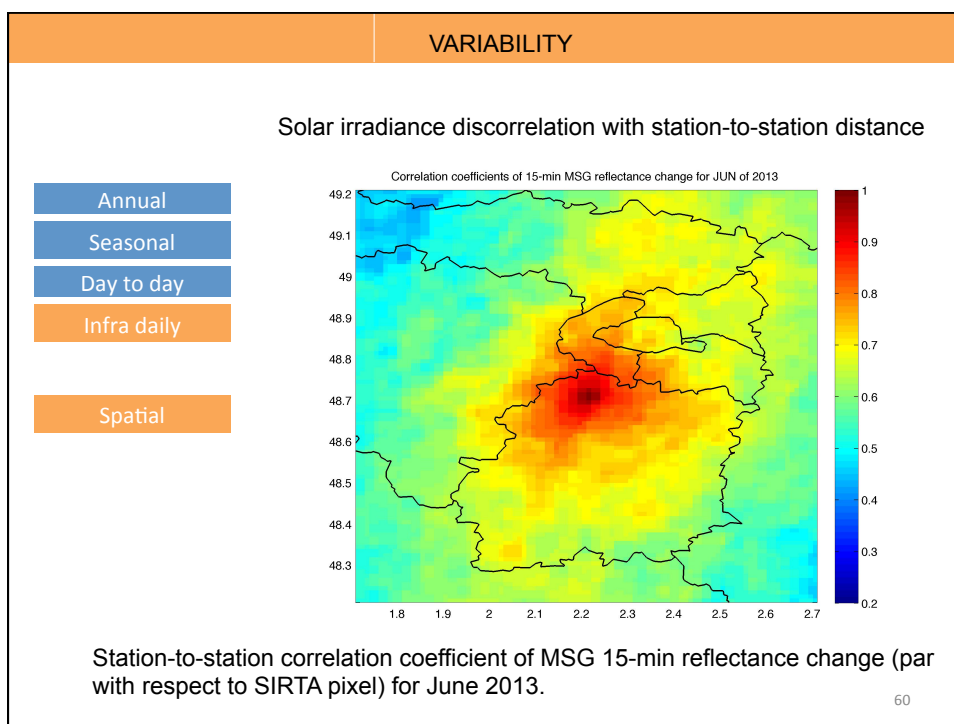 VARIABILITY
Solar irradiance discorrelation with station-to-station distance
Annual
Seasonal
Day to day
Infra daily
Spatial
Correlation coefficients of 15-min MSG reflectance change for JUN of 2013
49.2
49.1
49
48.9
48.8
48.7
48.6
48.5
48.4
48.3
1.8 1.9 2 2.1 2.2 2.3 2.4 2.5 2.6 2.7
1
0.9
0.8
0.7
0.6
0.5
0.4
0.3
0.2
Station-to-station correlation coefficient of MSG 15-min reflectance change (par
with respect to SIRTA pixel) for June 2013.
60